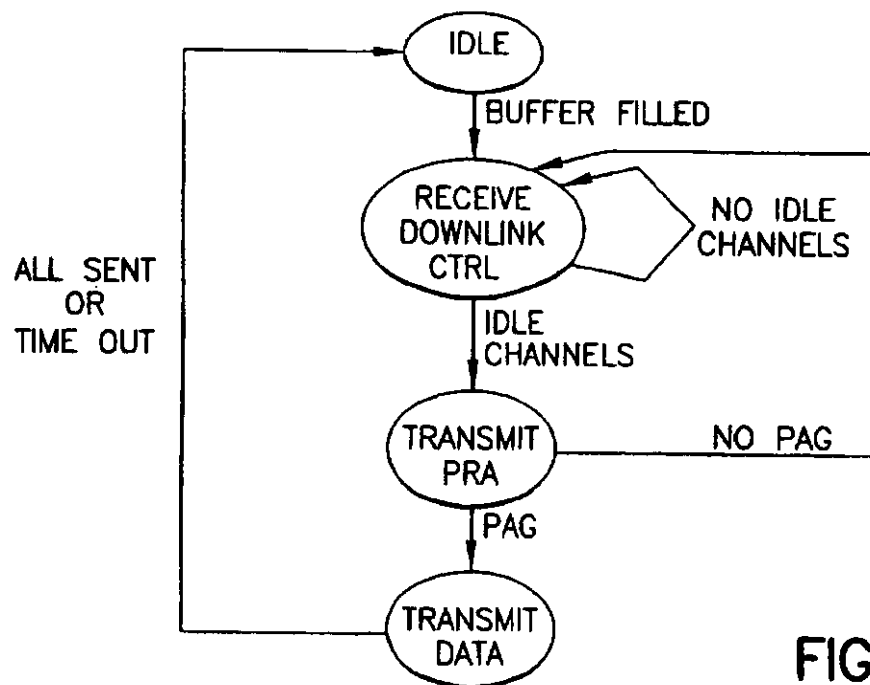 IDLE
BUFFER FILLED
RECEIVE
DOWNLINK
CTRL
NO IDLE
CHANNELS
ALL SENT
OR
TIME OUT
IDLE
CHANNELS
TRANSMIT
PRA
NO PAG
PAG
TRANSMIT
DATA
FIG